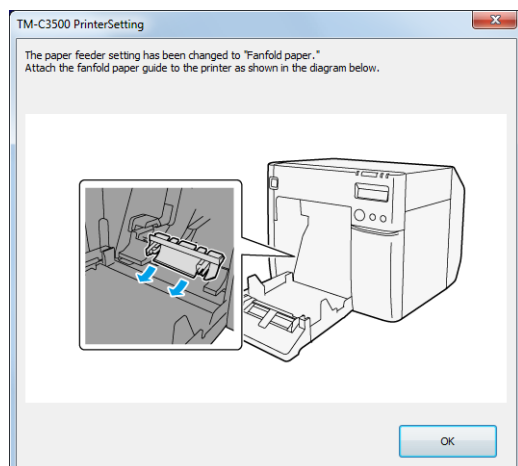 TM-C3500 PrinterSetting
The paper feeder setting has been changed to "Fanfold paper."
Attach the fanfold paper guide to the printer as shown in the diagram below.
OK